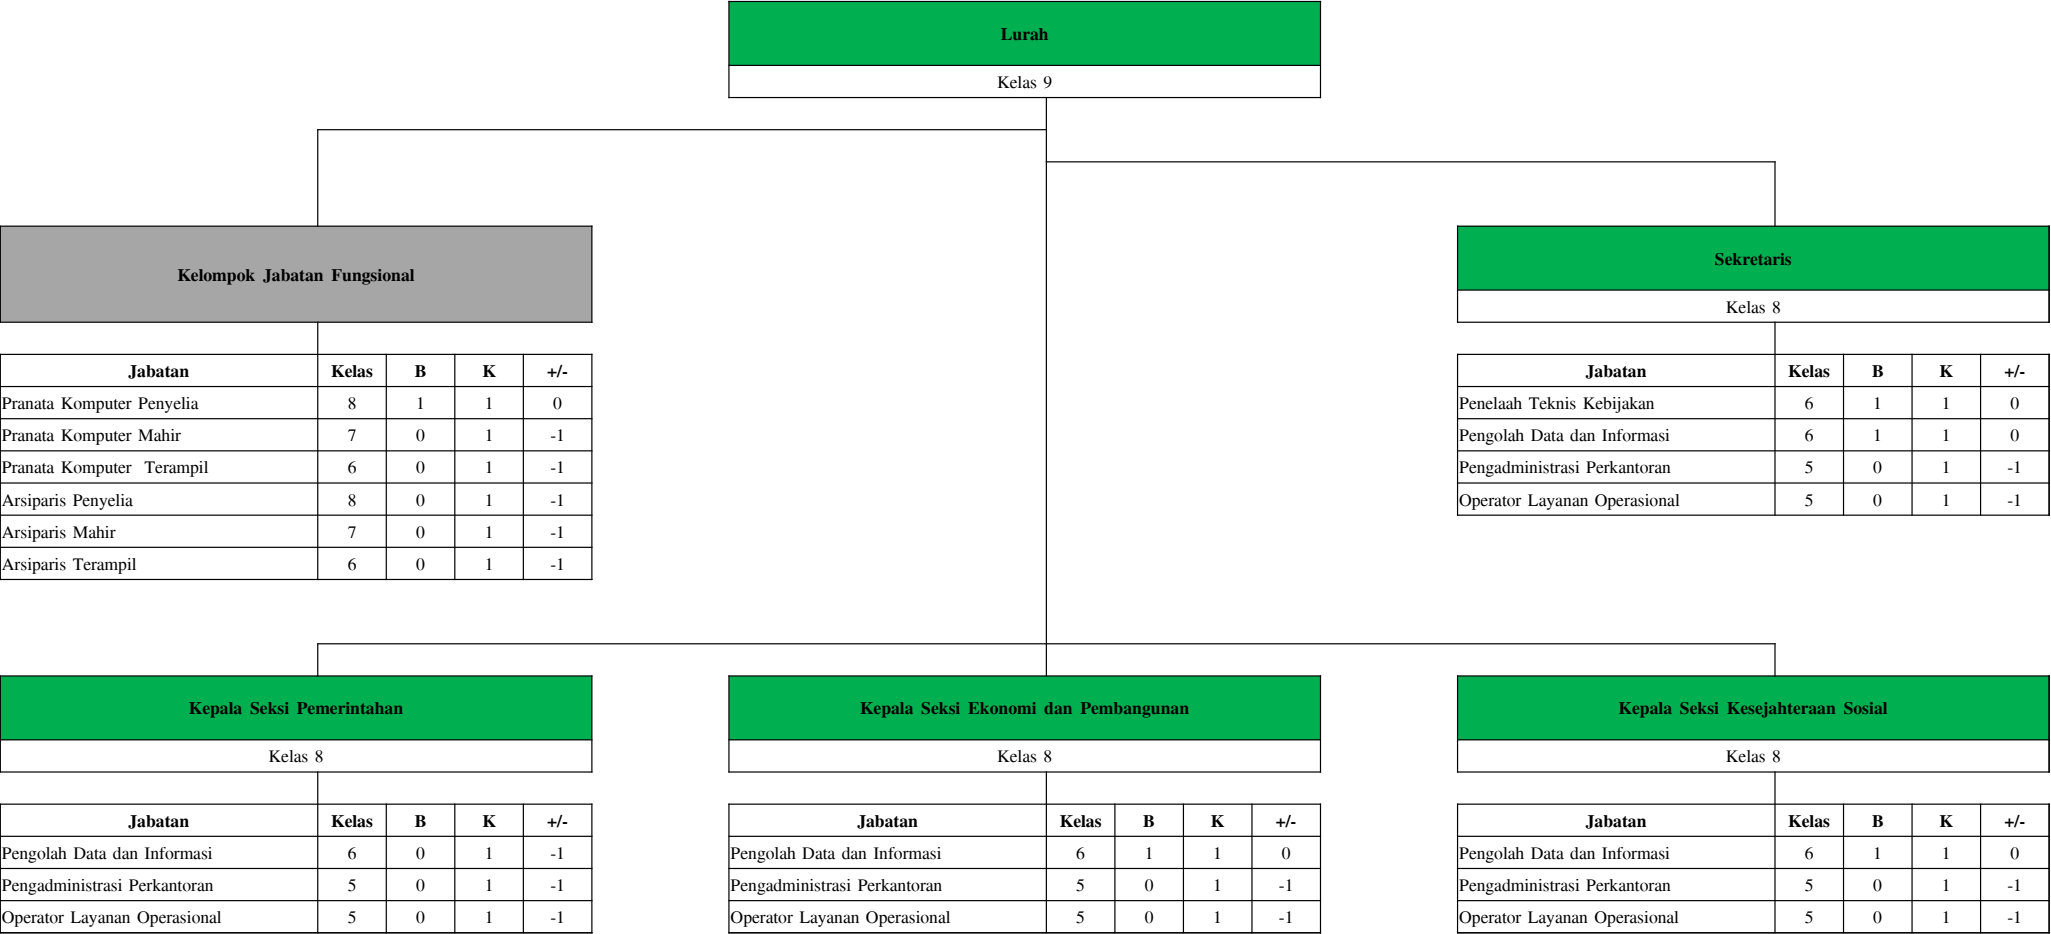 Lurah
Kelas 9
Kelompok Jabatan Fungsional
Jabatan Kelas B K +/-
Pranata Komputer Penyelia 8 1 1 0
Pranata Komputer Mahir 7 0 1 -1
Pranata Komputer Terampil 6 0 1 -1
Arsiparis Penyelia 8 0 1 -1
Arsiparis Mahir 7 0 1 -1
Arsiparis Terampil 6 0 1 -1
Sekretaris
Kelas 8
Jabatan Kelas B K +/-
Penelaah Teknis Kebijakan 6 1 1 0
Pengolah Data dan Informasi 6 1 1 0
Pengadministrasi Perkantoran 5 0 1 -1
Operator Layanan Operasional 5 0 1 -1
Kepala Seksi Pemerintahan
Kelas 8
Jabatan Kelas B K +/-
Pengolah Data dan Informasi 6 0 1 -1
Pengadministrasi Perkantoran 5 0 1 -1
Operator Layanan Operasional 5 0 1 -1
Kepala Seksi Ekonomi dan Pembangunan
Kelas 8
Jabatan Kelas B K +/-
Pengolah Data dan Informasi 6 1 1 0
Pengadministrasi Perkantoran 5 0 1 -1
Operator Layanan Operasional 5 0 1 -1
Kepala Seksi Kesejahteraan Sosial
Kelas 8
Jabatan Kelas B K +/-
Pengolah Data dan Informasi 6 1 1 0
Pengadministrasi Perkantoran 5 0 1 -1
Operator Layanan Operasional 5 0 1 -1